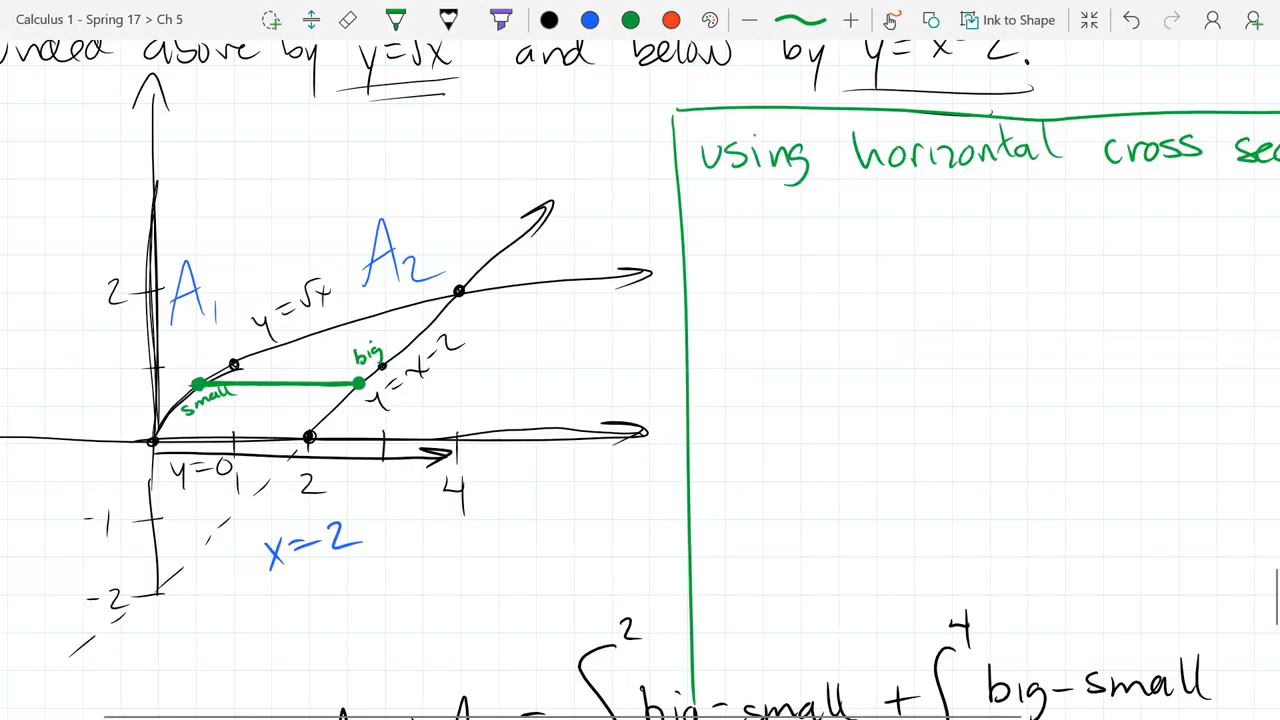 Calculus 1 - Spring 17 > Ch 5
Ink to Shape
above by y=√x and below by y=x-2.
using horizontal cross
A₁
A₂
2
y=√x
big
small
y=x-2
y=0
1
2
4
-1
x=2
-2
2
4
big-small + ∫ big-small